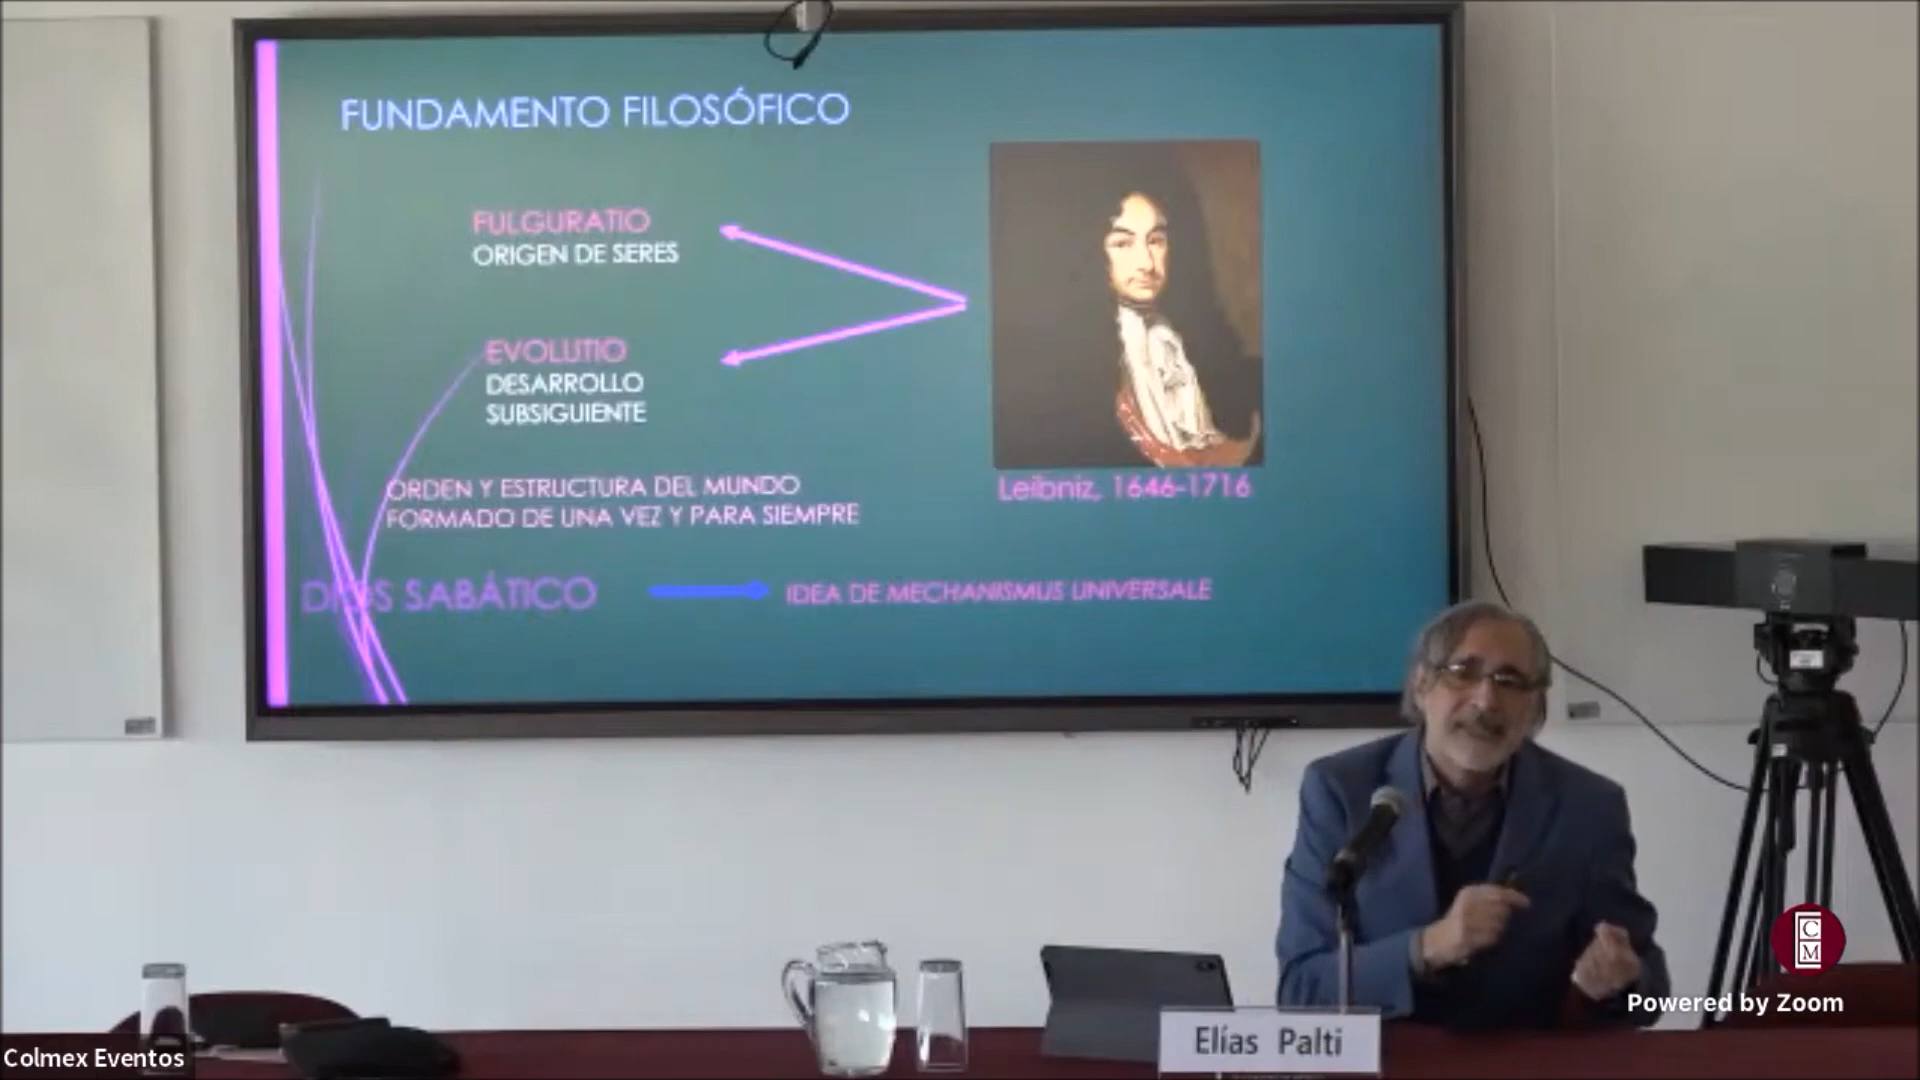 FUNDAMENTO FILOSÓFICO
FULGURATIO
ORIGEN DE SERES
EVOLUTIO
DESARROLLO
SUBSIGUIENTE
ORDEN Y ESTRUCTURA DEL MUNDO
FORMADO DE UNA VEZ Y PARA SIEMPRE
Leibniz, 1646-1716
DIOS SABÁTICO
IDEA DE MECHANISMUS UNIVERSALE
C
M
Powered by Zoom
Elías Palti
Colmex Eventos